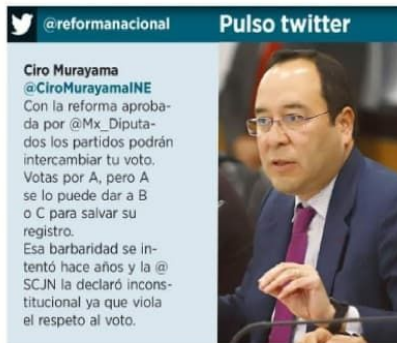 @reformanacional
Pulso twitter
Ciro Murayama
@CiroMurayamaINE
Con la reforma aproba-
da por @Mx_Diputa-
dos los partidos podrán
intercambiar tu voto.
Votas por A, pero A
se lo puede dar a B
o C para salvar su
registro.
Esa barbaridad se in-
tentó hace años y la @
SCJN la declaró incons-
titucional ya que viola
el respeto al voto.